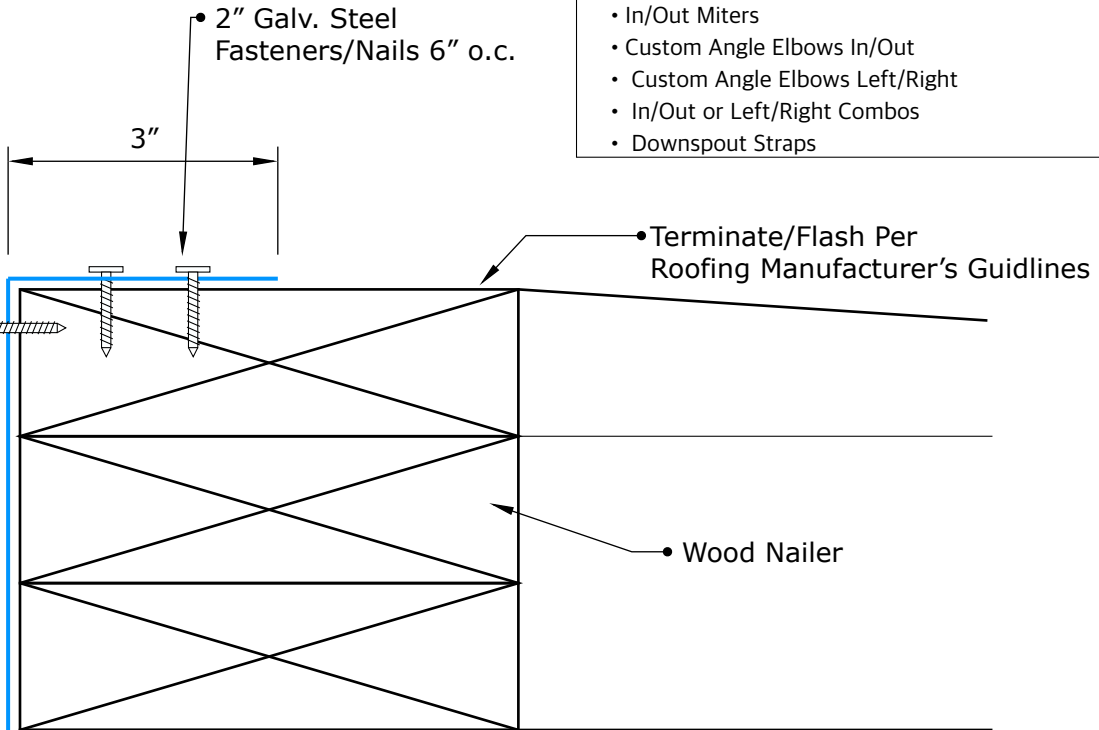 2” Galv. Steel
Fasteners/Nails 6” o.c.
• In/Out Miters
• Custom Angle Elbows In/Out
• Custom Angle Elbows Left/Right
• In/Out or Left/Right Combos
• Downspout Straps
3”
Terminate/Flash Per
Roofing Manufacturer’s Guidlines
Wood Nailer